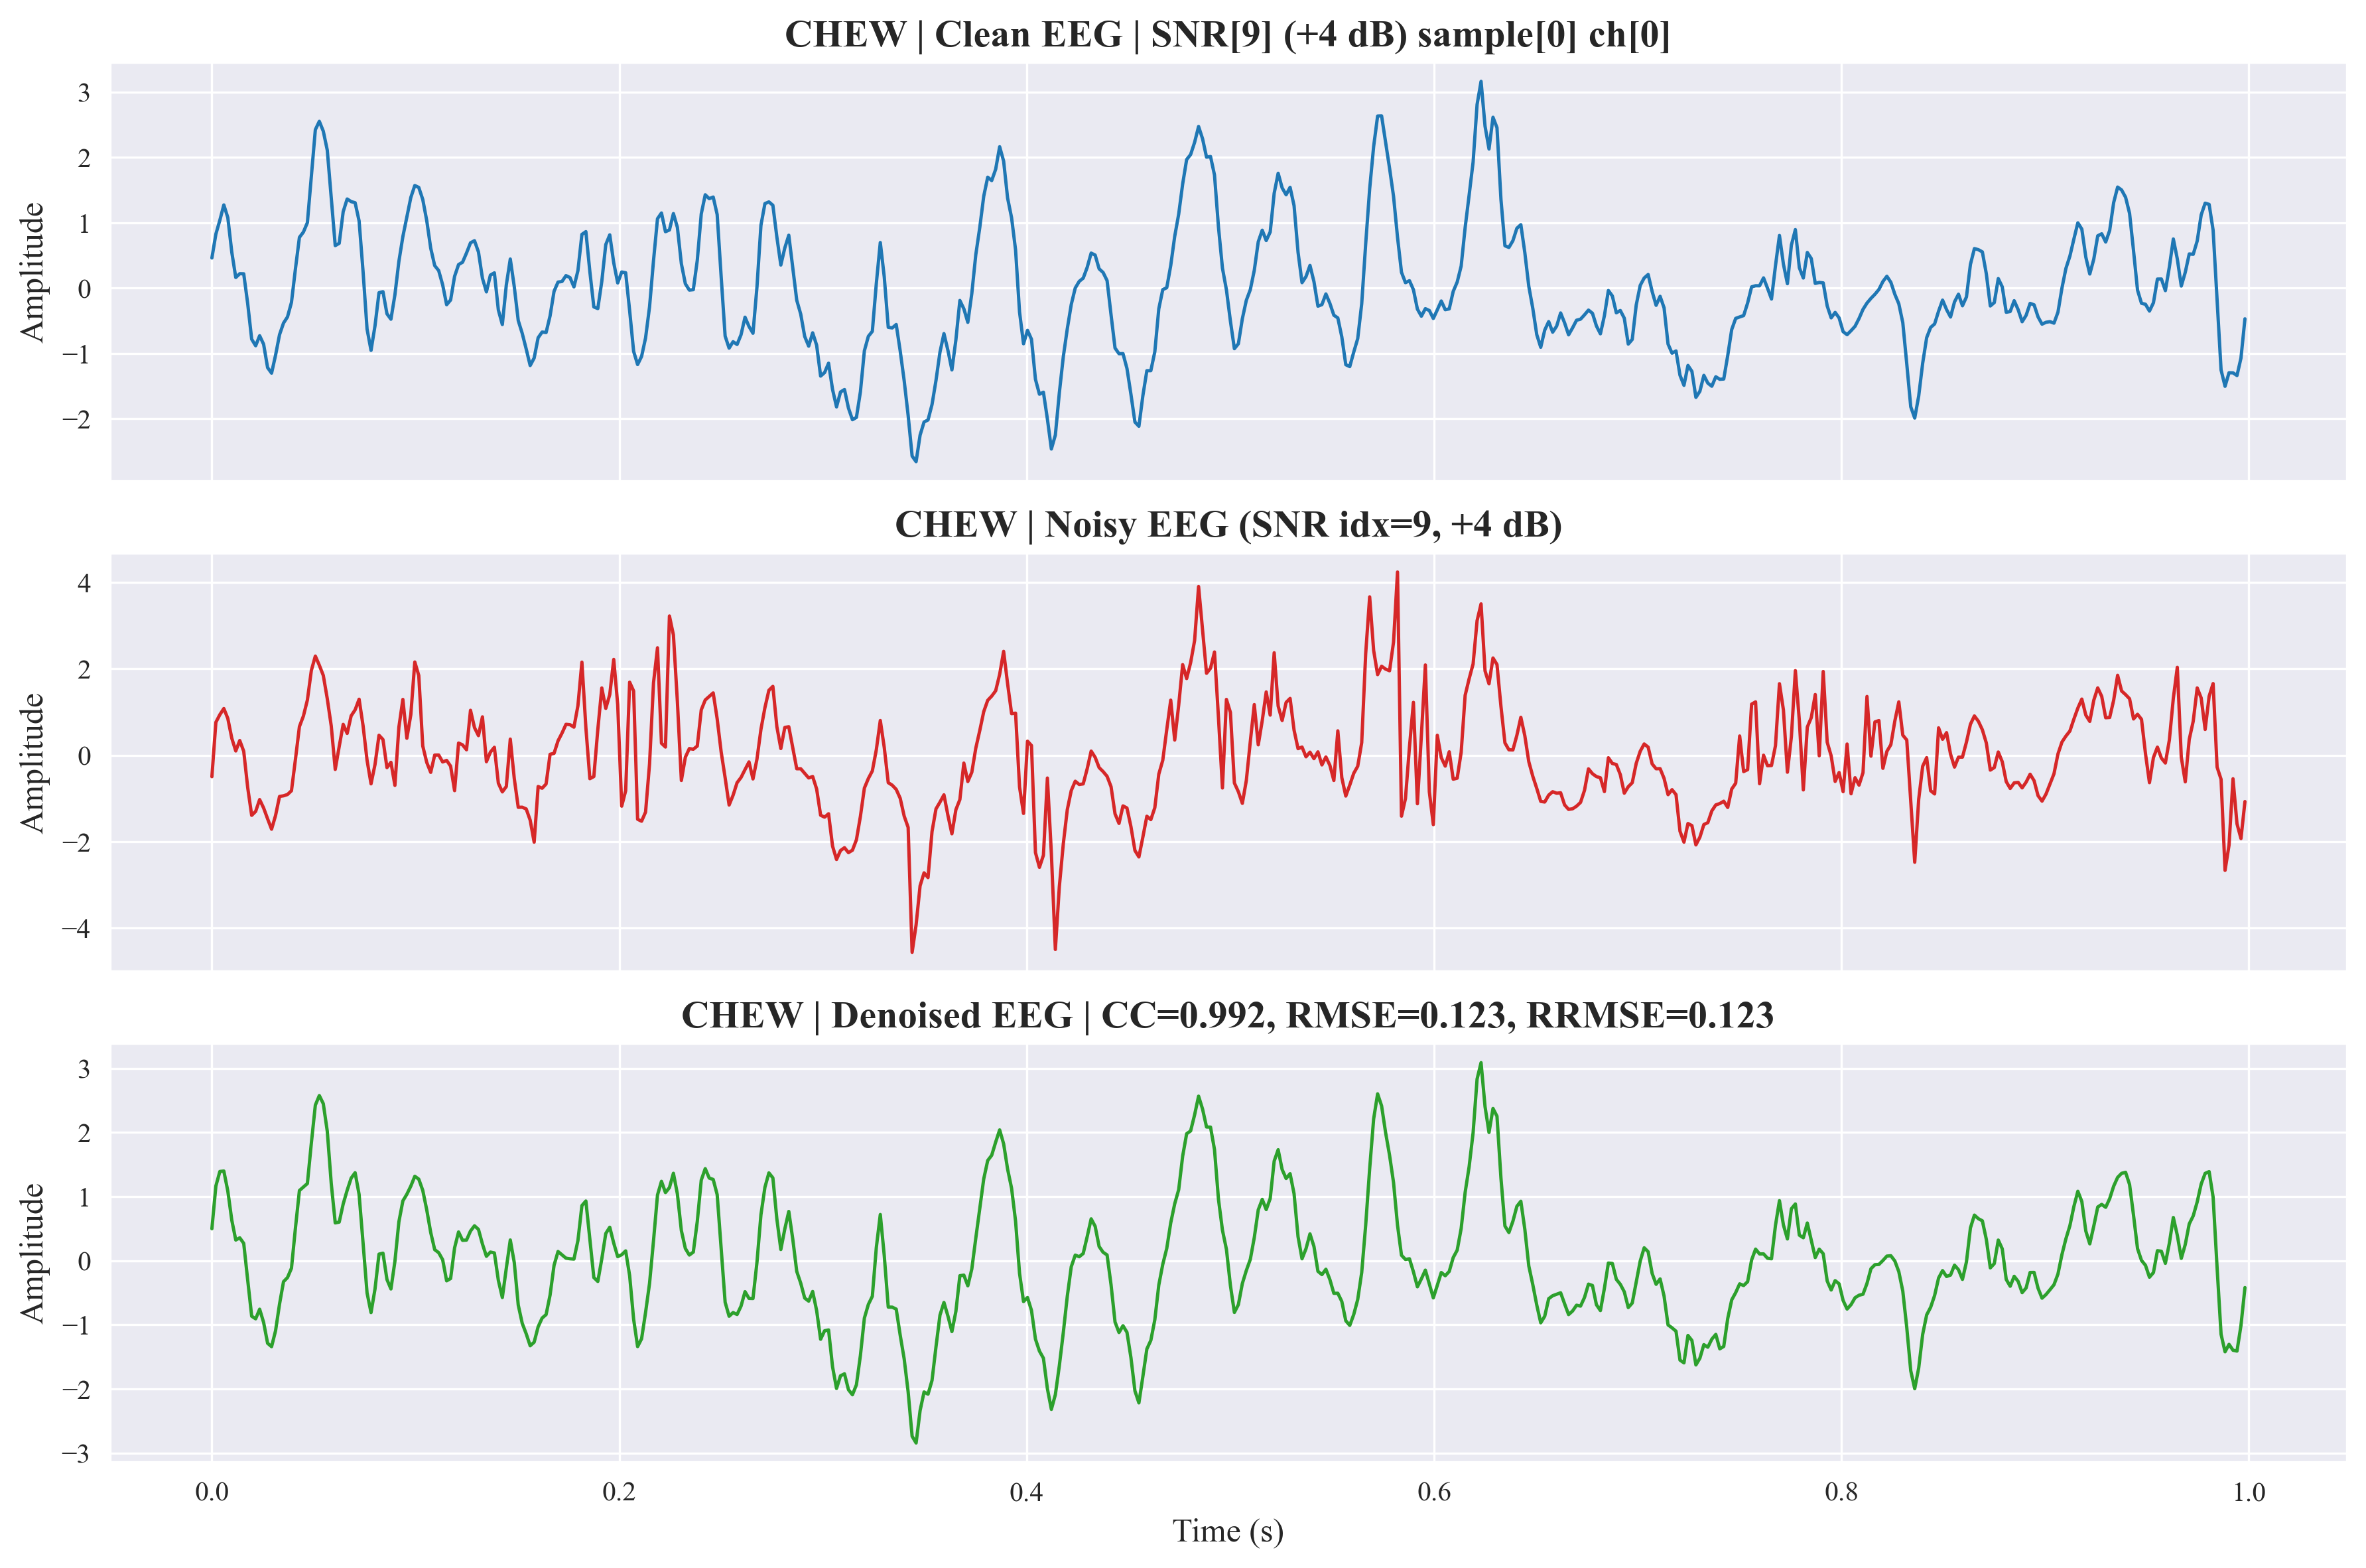 CHEW | Clean EEG | SNR[9] (+4 dB) sample[0] ch[0]
Amplitude
3
2
1
0
−1
−2
CHEW | Noisy EEG (SNR idx=9, +4 dB)
Amplitude
4
2
0
−2
−4
CHEW | Denoised EEG | CC=0.992, RMSE=0.123, RRMSE=0.123
Amplitude
3
2
1
0
−1
−2
−3
0.0 0.2 0.4 0.6 0.8 1.0
Time (s)